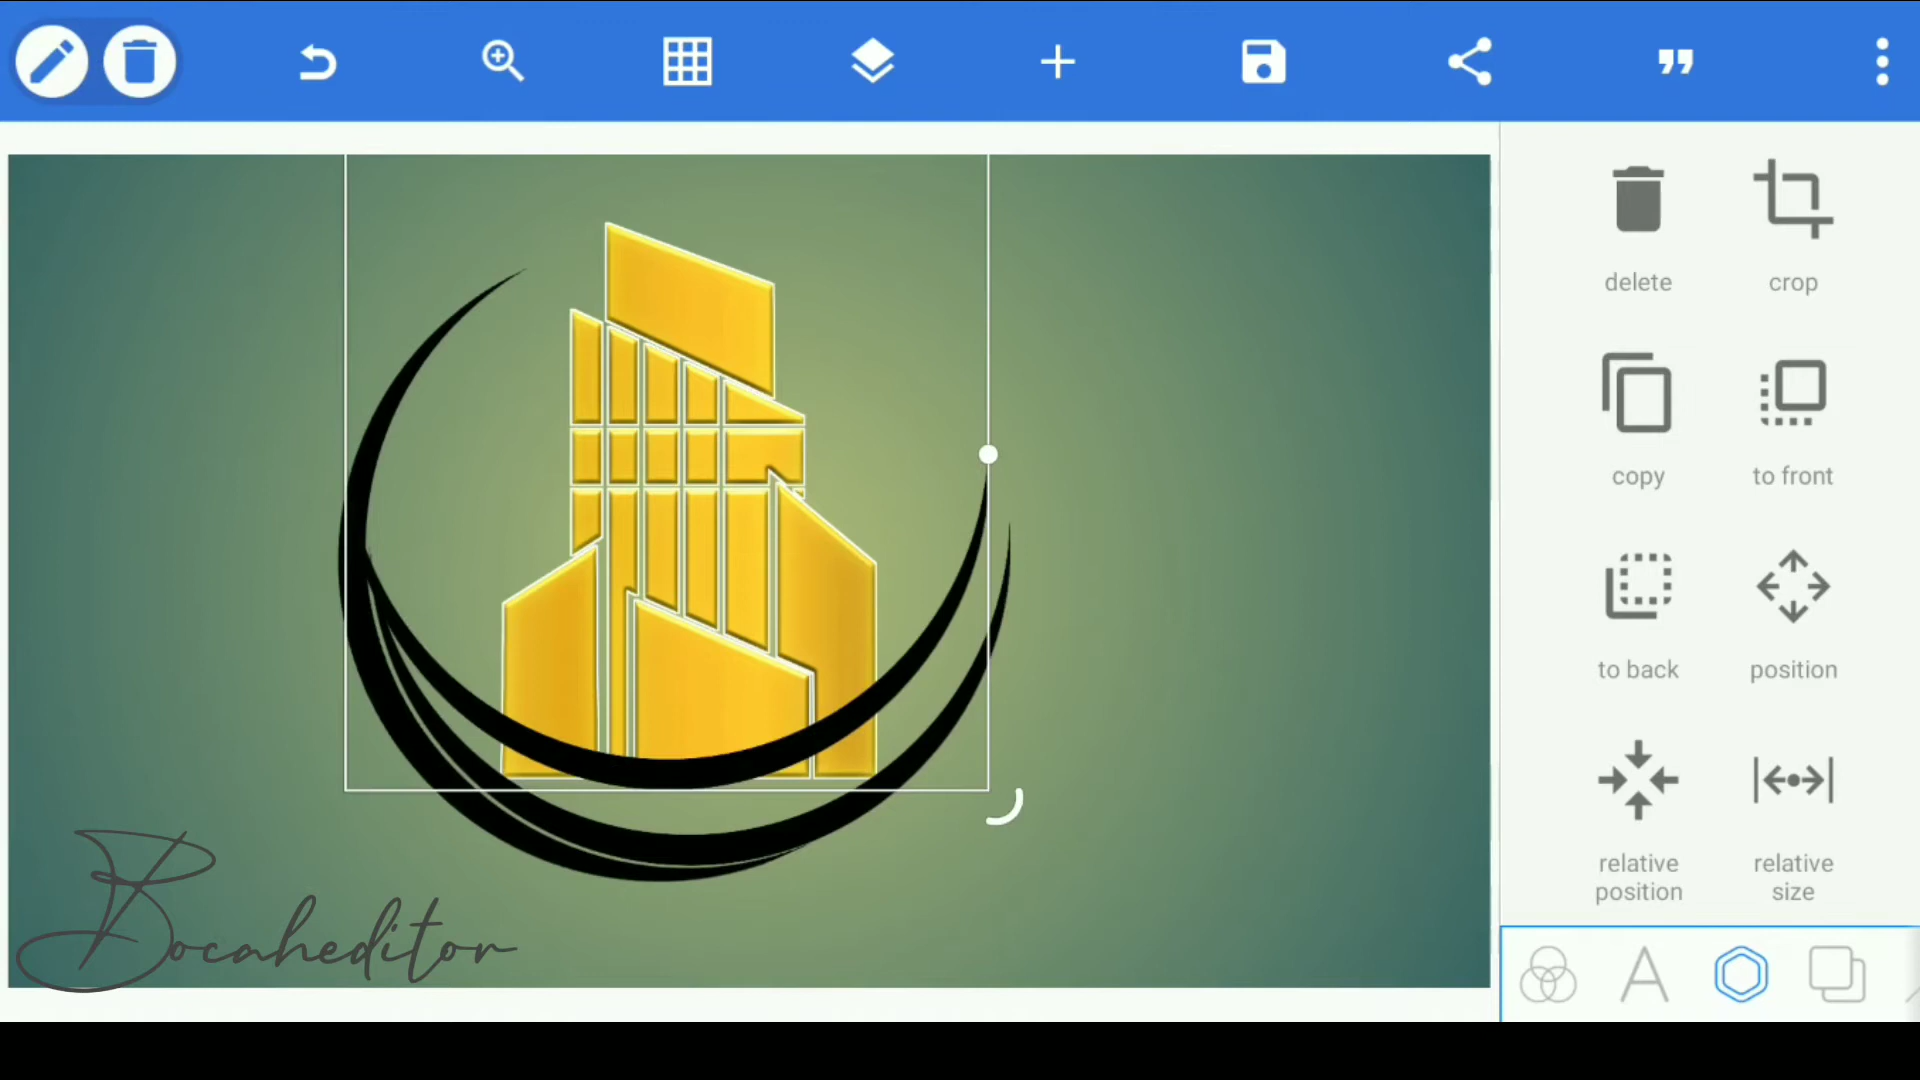 delete
crop
copy
to front
to back
position
relative
position
relative
size
Bocaheditor